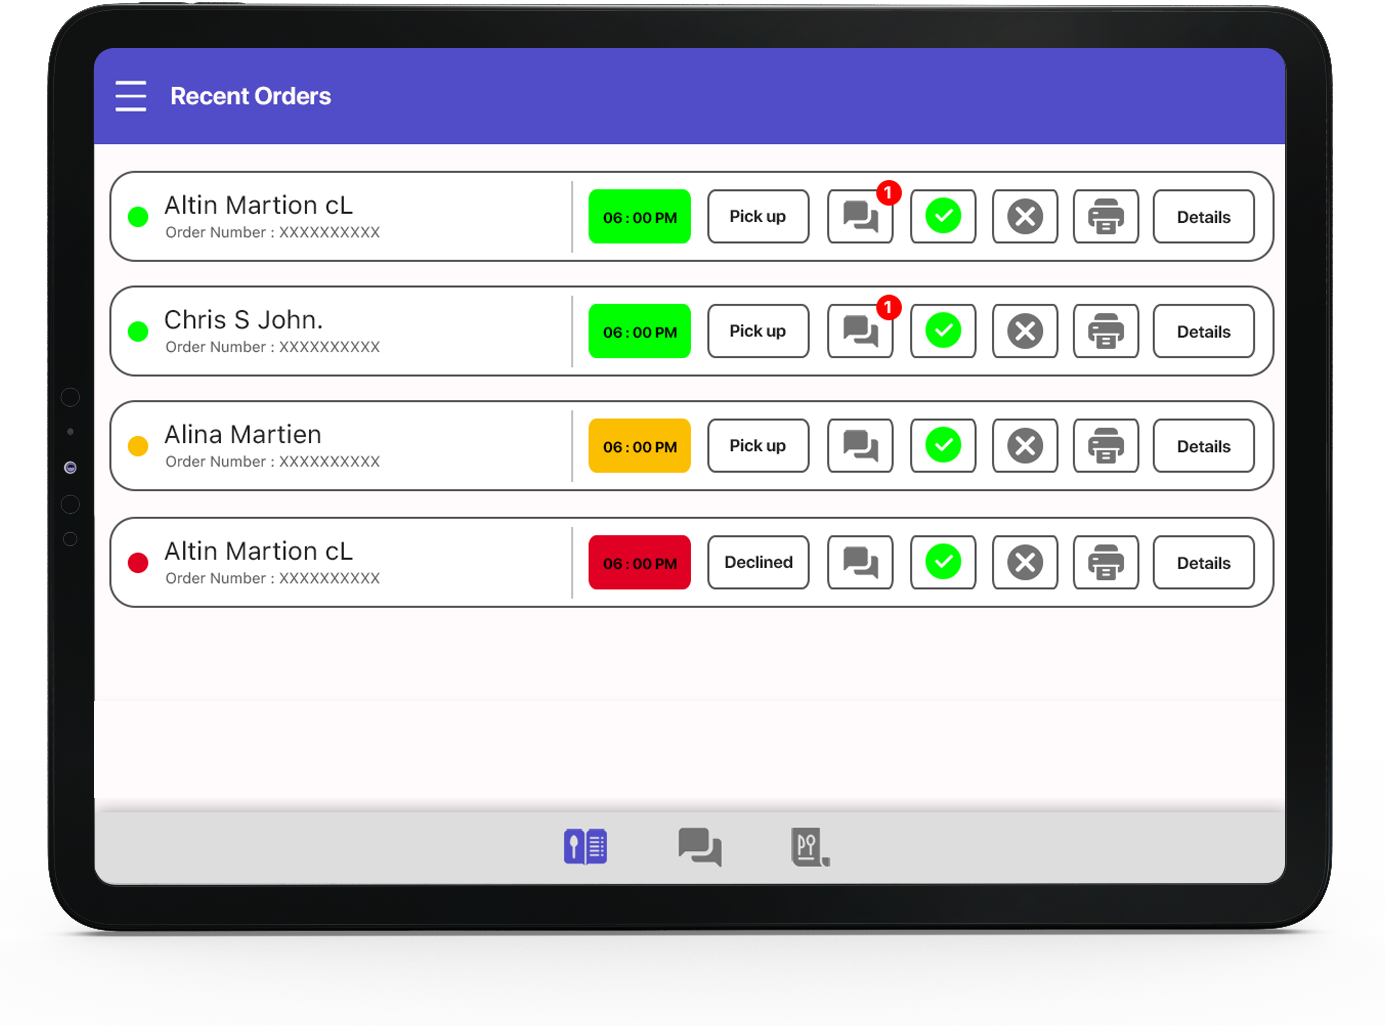 Recent Orders
Altin Martion cL
Order Number : XXXXXXXXXX
06 : 00 PM
Pick up
1
Details
Chris S John.
Order Number : XXXXXXXXXX
06 : 00 PM
Pick up
1
Details
Alina Martien
Order Number : XXXXXXXXXX
06 : 00 PM
Pick up
Details
Altin Martion cL
Order Number : XXXXXXXXXX
06 : 00 PM
Declined
Details